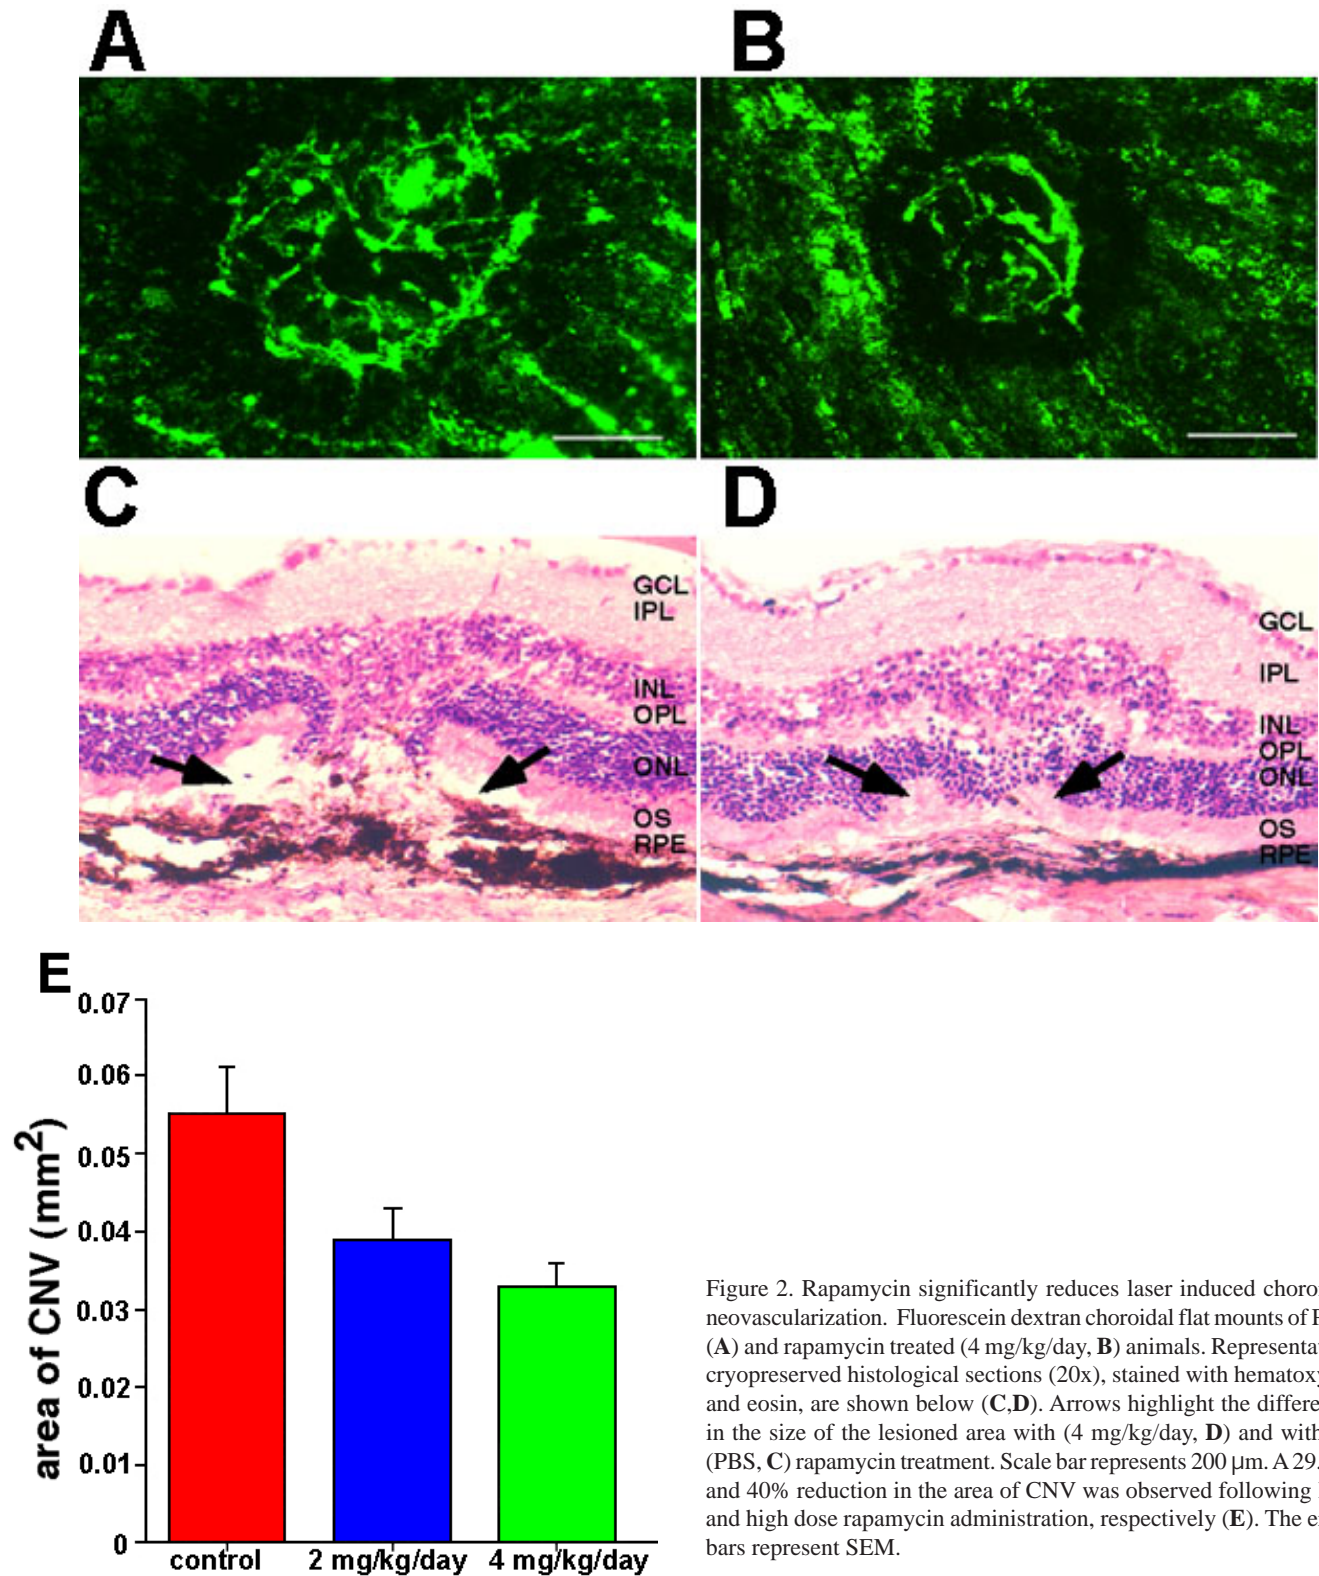 A
B
C
D
GCL
IPL
INL
OPL
ONL
OS
RPE
GCL
IPL
INL
OPL
ONL
OS
RPE
E
0.07
0.06
0.05
0.04
0.03
0.02
0.01
0
area of CNV (mm²)
control
2 mg/kg/day
4 mg/kg/day
Figure 2. Rapamycin significantly reduces laser induced
neovascularization. Fluorescein dextran choroidal flat mounts of
(A) and rapamycin treated (4 mg/kg/day, B) animals.
cryopreserved histological sections (20x), stained with
and eosin, are shown below (C,D). Arrows highlight the
in the size of the lesioned area with (4 mg/kg/day, D) and
(PBS, C) rapamycin treatment. Scale bar represents 200 µm. A 29.
and 40% reduction in the area of CNV was observed following
and high dose rapamycin administration, respectively (E). The
bars represent SEM.